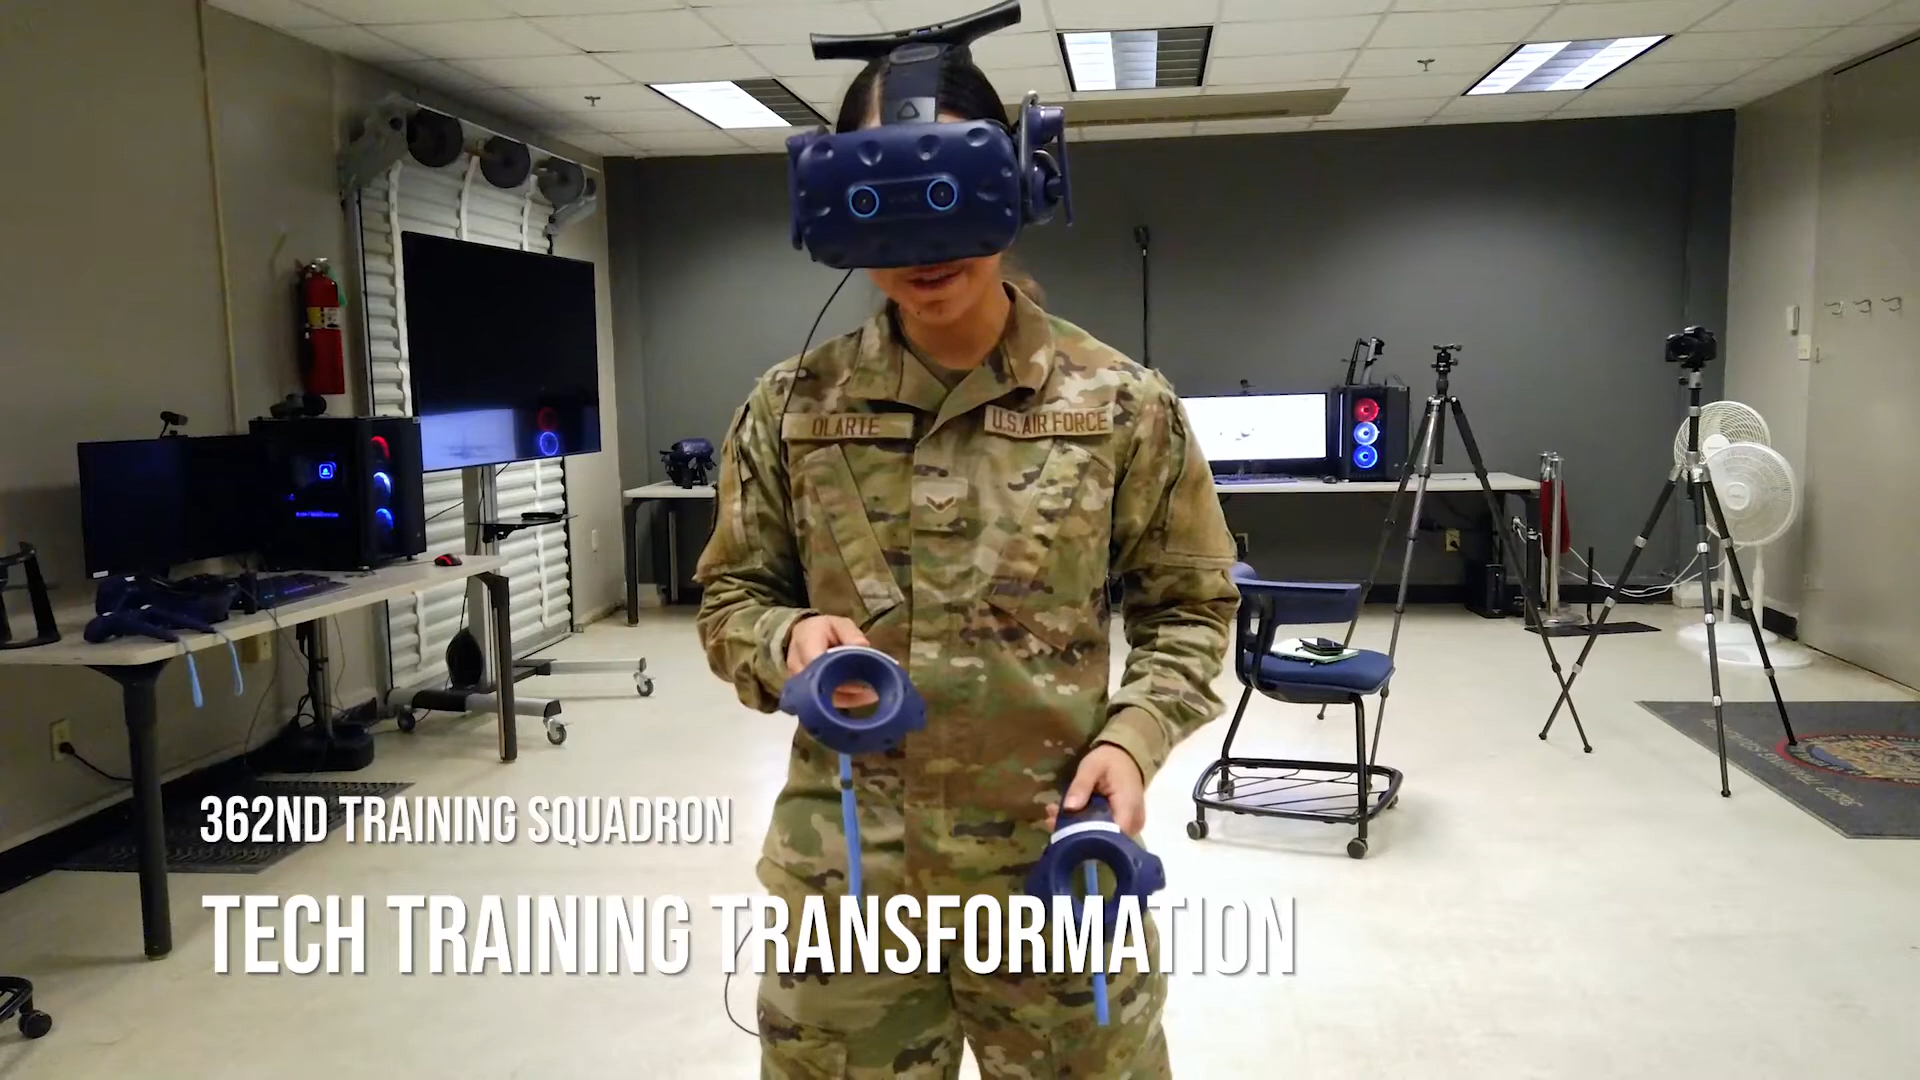 OLARTE
U.S. AIR FORCE
362ND TRAINING SQUADRON
TECH TRAINING TRANSFORMATION